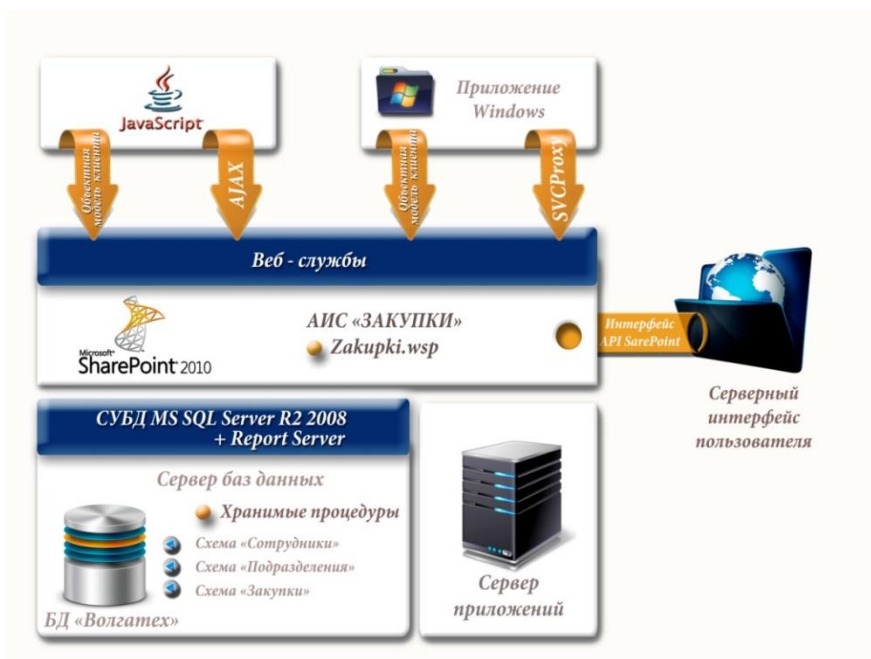 JavaScript
Приложение
Windows
Объектная
модель клиента
AJAX
Объектная
модель клиента
SVCProxy
Веб - службы
Microsoft
SharePoint 2010
АИС «ЗАКУПКИ»
Zakupki.wsp
Интерфейс
API SarePoint
Серверный
интерфейс
пользователя
СУБД MS SQL Server R2 2008
+ Report Server
Сервер баз данных
Хранимые процедуры
Схема «Сотрудники»
Схема «Подразделения»
Схема «Закупки»
БД «Волгатех»
Сервер
приложений